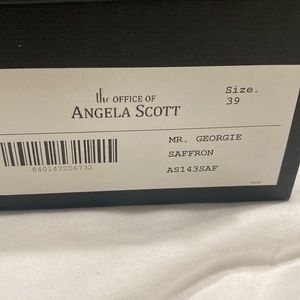 the OFFICE OF
ANGELA SCOTT
Size.
39
MR. GEORGIE
SAFFRON
AS143SAF
840147206732